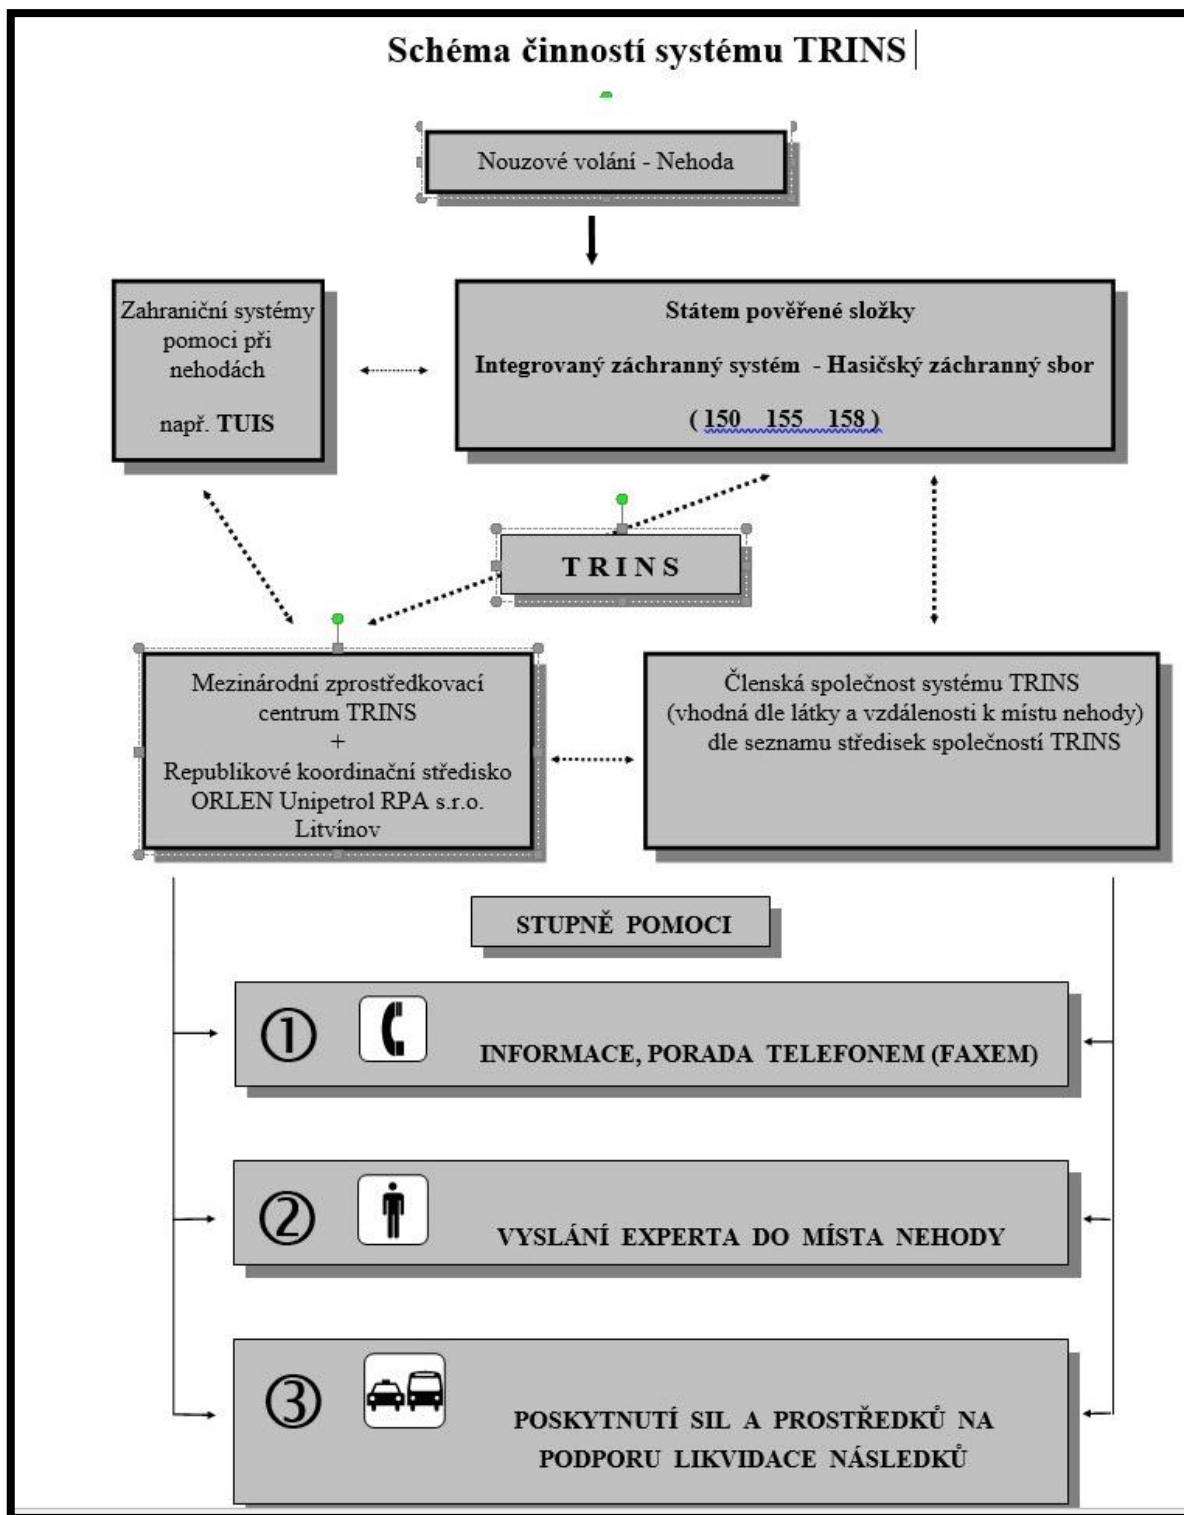 Schéma činností systému TRINS
Nouzové volání - Nehoda
Zahraniční systémy
pomoci při
nehodách
např. TUIS
Státem pověřené složky
Integrovaný záchranný systém - Hasičský záchranný sbor
( 150 155 158 )
T R I N S
Mezinárodní zprostředkovací
centrum TRINS
+
Republikové koordinační středisko
ORLEN Unipetrol RPA s.r.o.
Litvínov
Členská společnost systému TRINS
(vhodná dle látky a vzdálenosti k místu nehody)
dle seznamu středisek společností TRINS
STUPNĚ POMOCI
①
INFORMACE, PORADA TELEFONEM (FAXEM)
②
VYSLÁNÍ EXPERTA DO MÍSTA NEHODY
③
POSKYTNUTÍ SIL A PROSTŘEDKŮ NA
PODPORU LIKVIDACE NÁSLEDKŮ